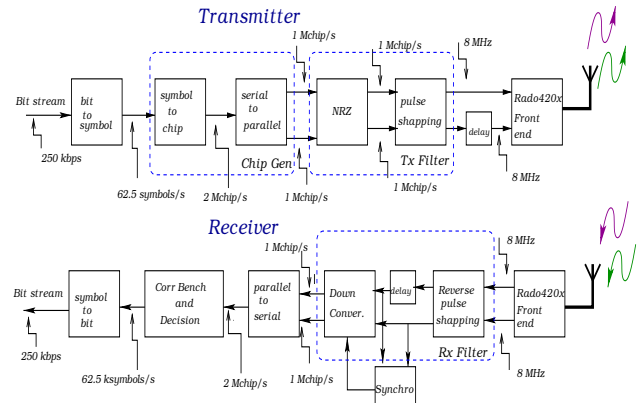 Transmitter
1 Mchip/s
1 Mchip/s
8 MHz
Bit stream
bit
to
symbol
symbol
to
chip
serial
to
parallel
NRZ
pulse
shapping
delay
Rado420x
Front
end
250 kbps
Chip Gen
Tx Filter
62.5 symbols/s
2 Mchip/s
1 Mchip/s
1 Mchip/s
8 MHz
Receiver
1 Mchip/s
8 MHz
Bit stream
symbol
to
bit
Corr Bench
and
Decision
parallel
to
serial
Down
Conver.
delay
Reverse
pulse
shapping
Rado420x
Front
end
Rx Filter
250 kbps
62.5 ksymbols/s
2 Mchip/s
1 Mchip/s
Synchro
8 MHz